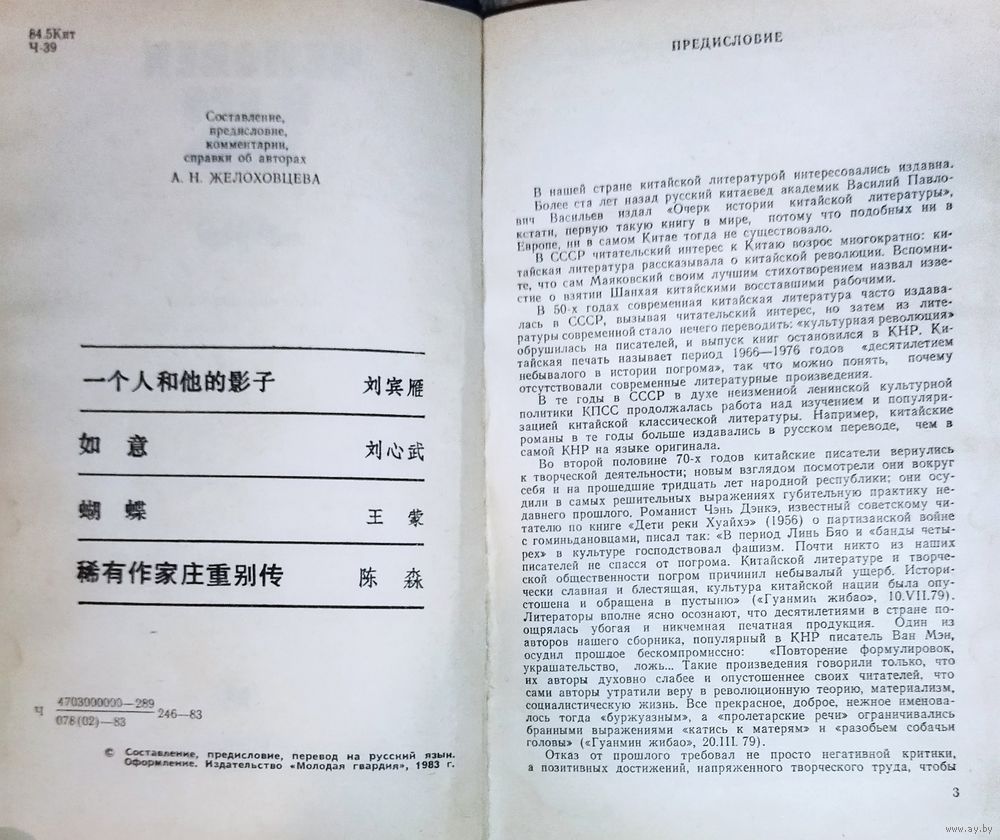 84.5Кит
Ч-39
Составление,
предисловие,
комментарии,
справки об авторах
А. Н. ЖЕЛОХОВЦЕВА
一个人和他的影子 刘宾雁
如 意 刘心武
蝴 蝶 王 蒙
稀有作家庄重别传 陈 淼
Ч 4703000000—289
078(02)—83 246—83
© Составление, предисловие, перевод на русский язык.
Оформление. Издательство «Молодая гвардия», 1983 г.
ПРЕДИСЛОВИЕ
В нашей стране китайской литературой интересовались издавна.
Более ста лет назад русский китаевед академик Василий Павло-
вич Васильев издал «Очерк истории китайской литературы»,
кстати, первую такую книгу в мире, потому что подобных ни в
Европе, ни в самом Китае тогда не существовало.
В СССР читательский интерес к Китаю возрос многократно: ки-
тайская литература рассказывала о китайской революции. Вспомни-
те, что сам Маяковский своим лучшим стихотворением назвал изве-
стие о взятии Шанхая китайскими восставшими рабочими.
В 50-х годах современная китайская литература часто издава-
лась в СССР, вызывая читательский интерес, но затем из лите-
ратуры современной стало нечего переводить: «культурная революция»
обрушилась на писателей, и выпуск книг остановился в КНР. Ки-
тайская печать называет период 1966—1976 годов «десятилетием
небывалого в истории погрома», так что можно понять, почему
отсутствовали современные литературные произведения.
В те годы в СССР в духе неизменной ленинской культурной
политики КПСС продолжалась работа над изучением и популяри-
зацией китайской классической литературы. Например, китайские
романы в те годы больше издавались в русском переводе, чем в
самой КНР на языке оригинала.
Во второй половине 70-х годов китайские писатели вернулись
к творческой деятельности; новым взглядом посмотрели они вокруг
себя и на прошедшие тридцать лет народной республики; они осу-
дили в самых решительных выражениях губительную практику не-
давнего прошлого. Романист Чэнь Дэнкэ, известный советскому чи-
тателю по книге «Дети реки Хуайхэ» (1956) о партизанской войне
с гоминьдановцами, писал так: «В период Линь Бяо и «банды четы-
рех» в культуре господствовал фашизм. Почти никто из наших
писателей не спасся от погрома. Китайской литературе и творче-
ской общественности погром причинил небывалый ущерб. Истори-
чески славная и блестящая, культура китайской нации была опу-
стошена и обращена в пустыню» («Гуанмин жибао», 10.VII.79).
Литераторы вполне ясно осознают, что десятилетиями в стране по-
ощрялась убогая и никчемная печатная продукция. Один из
авторов нашего сборника, популярный в КНР писатель Ван Мэн,
осудил прошлое бескомпромиссно: «Повторение формулировок,
украшательство, ложь... Такие произведения говорили только, что
их авторы духовно слабее и опустошеннее своих читателей, что
сами авторы утратили веру в революционную теорию, материализм,
социалистическую жизнь. Все прекрасное, доброе, нежное именова-
лось тогда «буржуазным», а «пролетарские речи» ограничивались
бранными выражениями «катись к матерям» и «разобьем собачьи
головы» («Гуанмин жибао», 20.III. 79).
Отказ от прошлого требовал не просто негативной критики,
а позитивных достижений, напряженного творческого труда, чтобы
3
www.ay.by